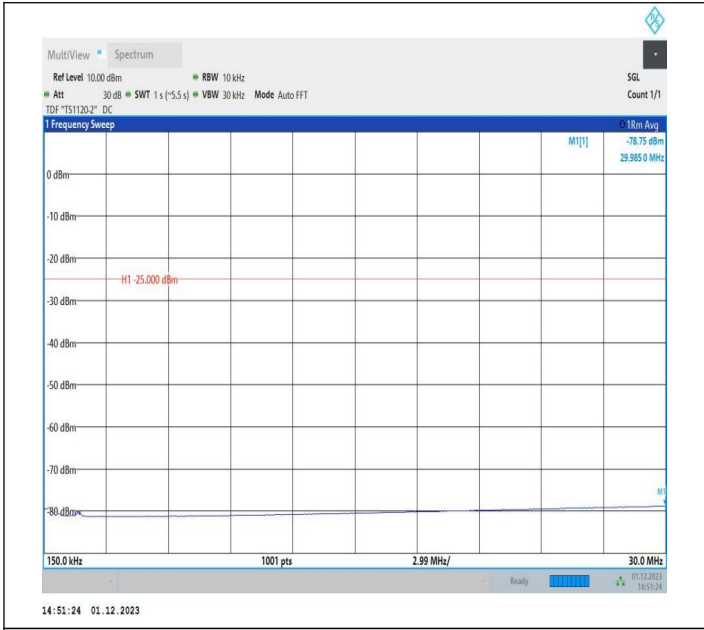 R&S
MultiView Spectrum
Ref Level 10.00 dBm RBW 10 kHz SGL
Att 30 dB SWT 1 s (~5.5 s) VBW 30 kHz Mode Auto FFT Count 1/1
TDF "TS1120-2" DC
1 Frequency Sweep 1Rm Avg
M1[1] -78.75 dBm
29.985 0 MHz
0 dBm
-10 dBm
-20 dBm
H1 -25.000 dBm
-30 dBm
-40 dBm
-50 dBm
-60 dBm
-70 dBm
M1
-80 dBm
150.0 kHz 1001 pts 2.99 MHz/ 30.0 MHz
Ready 01.12.2023
14:51:24
14:51:24 01.12.2023